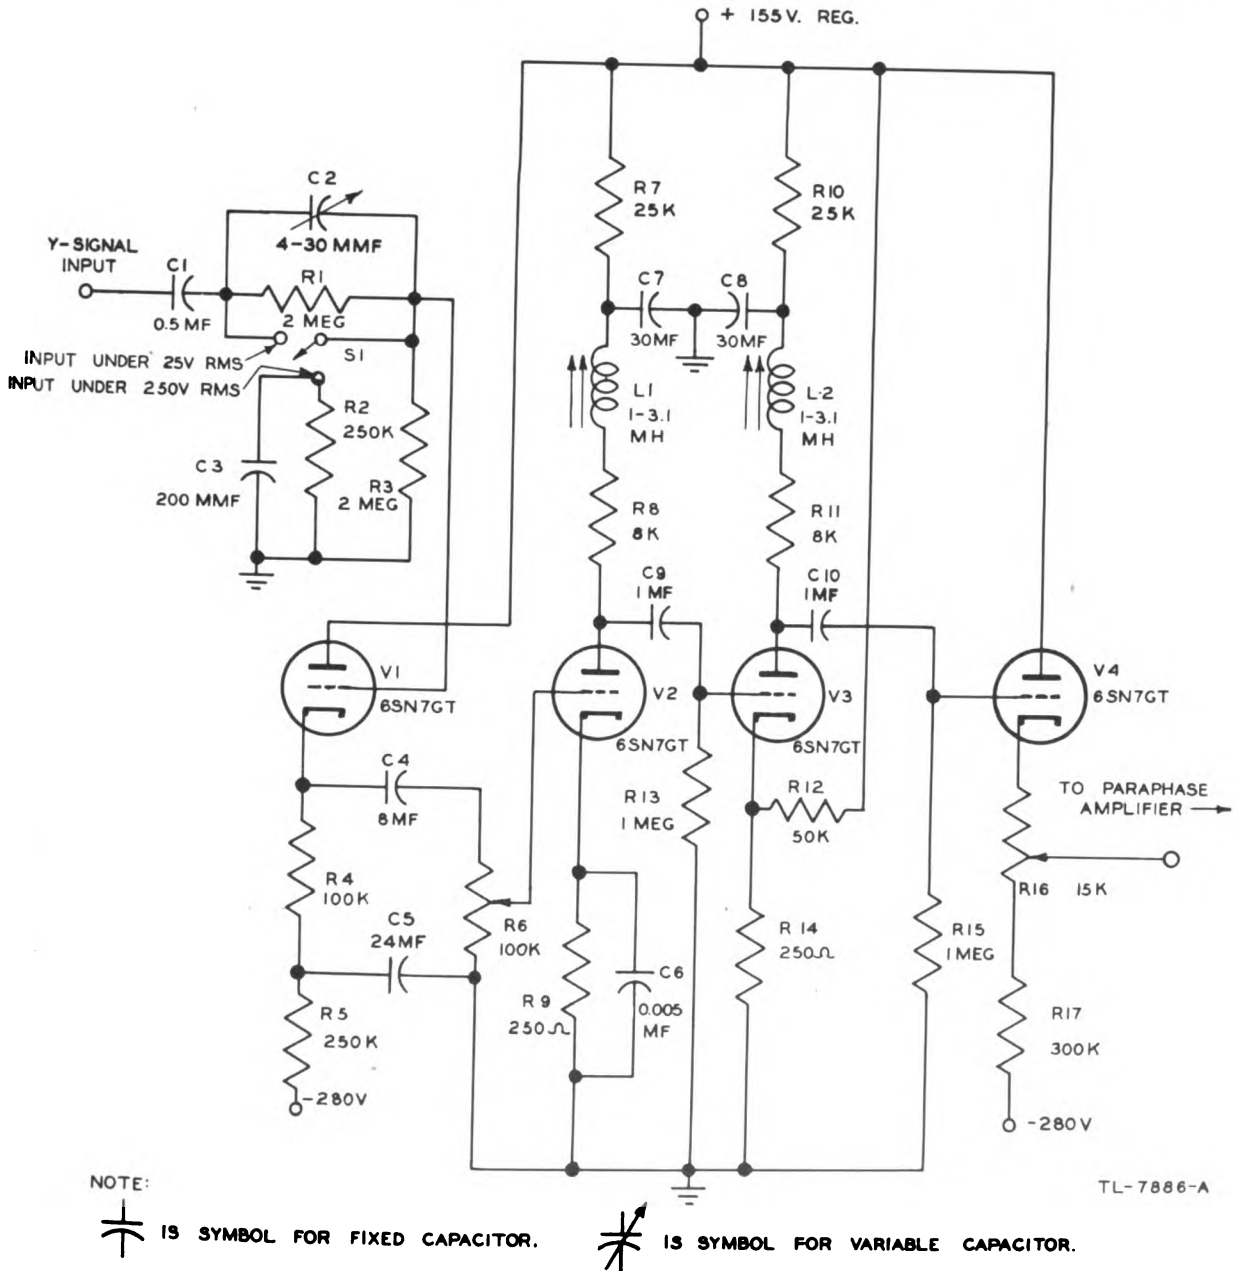 + 155V. REG.
C2
4-30 MMF
Y-SIGNAL
INPUT
C1
0.5 MF
R1
2 MEG
S1
INPUT UNDER 25V RMS
INPUT UNDER 250V RMS
R2
250K
C3
200 MMF
R3
2 MEG
R7
25K
R10
25K
C7
30MF
C8
30MF
L1
1-3.1
MH
L2
1-3.1
MH
R8
8K
R11
8K
C9
1MF
C10
1MF
V1
6SN7GT
V2
6SN7GT
V3
6SN7GT
V4
6SN7GT
C4
8MF
R13
1 MEG
R12
50K
TO PARAPHASE
AMPLIFIER
R4
100K
C5
24MF
R6
100K
R16 15K
R14
250Ω
R15
1MEG
R9
250Ω
C6
0.005
MF
R5
250K
R17
300K
-280V
-280V
TL-7886-A
NOTE:
IS SYMBOL FOR FIXED CAPACITOR.
IS SYMBOL FOR VARIABLE CAPACITOR.